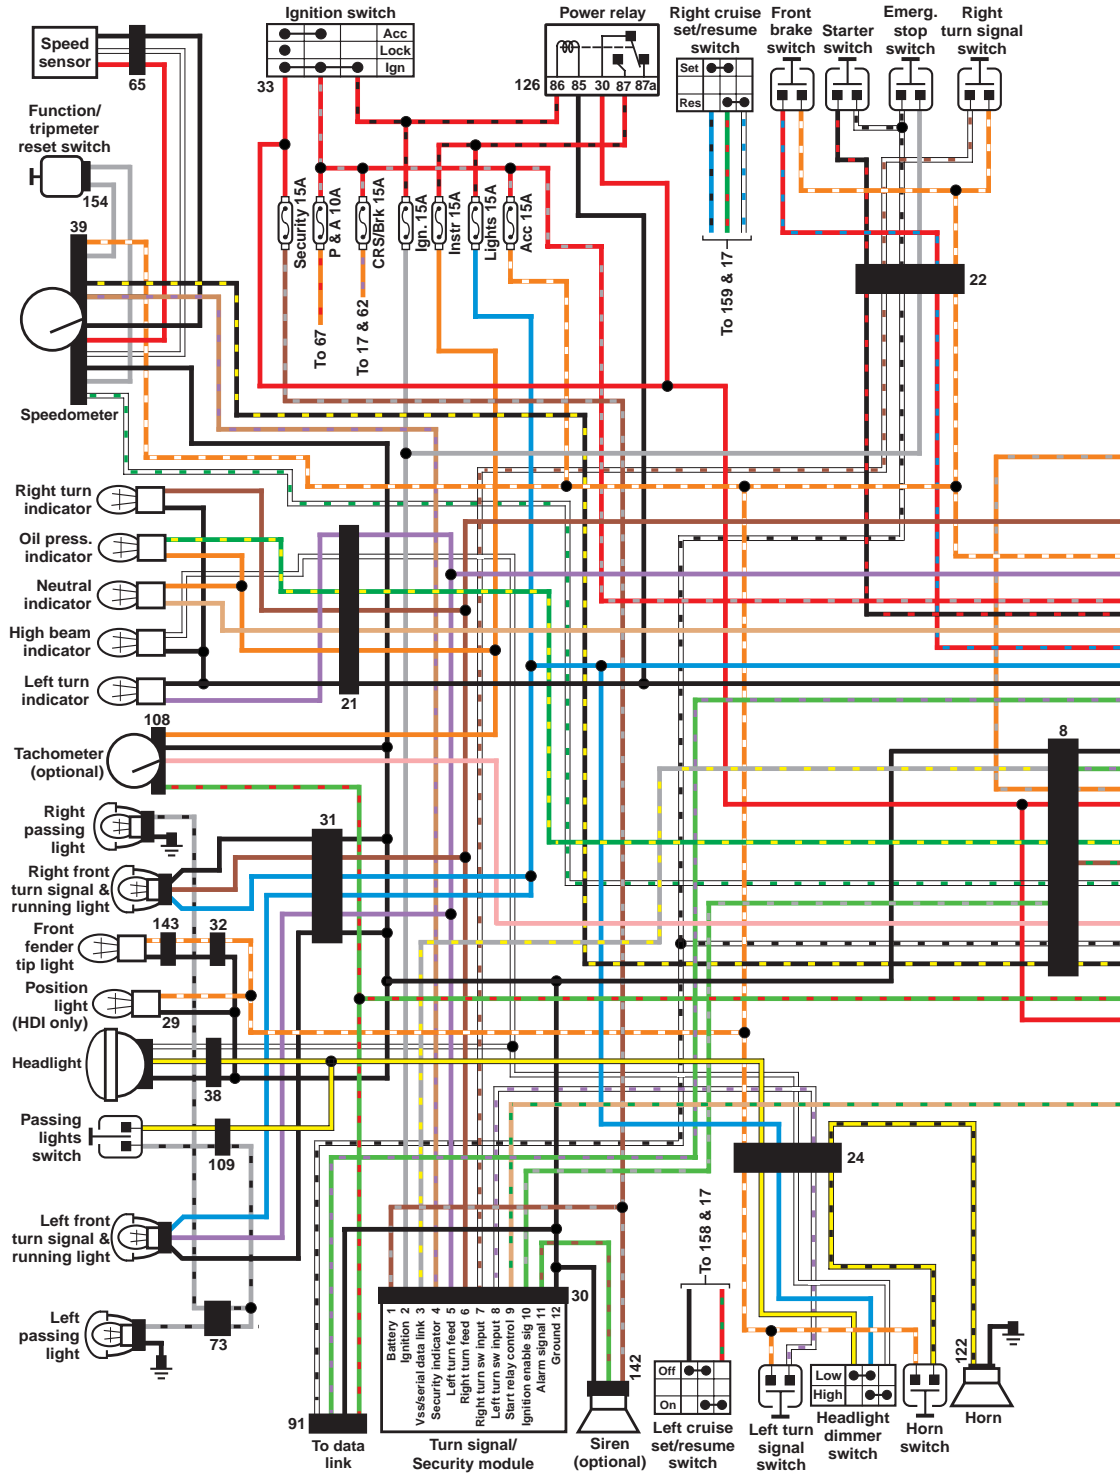 Ignition switch
Acc
Lock
Ign
33
Power relay
126
86
85
30
87
87a
Right cruise
set/resume
switch
Set
Res
Front
brake
switch
Starter
switch
Emerg.
stop
switch
Right
turn signal
switch
Speed
sensor
65
Function/
tripmeter
reset switch
154
39
Speedometer
Security 15A
P & A 10A
CRS/Brk 15A
Ign. 15A
Instr 15A
Lights 15A
Acc 15A
To 67
To 17 & 62
To 159 & 17
22
Right turn
indicator
Oil press.
indicator
Neutral
indicator
High beam
indicator
Left turn
indicator
21
108
Tachometer
(optional)
8
Right
passing
light
31
Right front
turn signal &
running light
Front
fender
tip light
143
32
Position
light
(HDI only)
29
Headlight
38
Passing
lights
switch
109
24
Left front
turn signal &
running light
To 158 & 17
30
Battery 1
Ignition 2
Vss/serial data link 3
Security indicator 4
Left turn feed 5
Right turn feed 6
Right turn sw input 7
Left turn sw input 8
Start relay control 9
Ignition enable sig 10
Alarm signal 11
Ground 12
Left
passing
light
73
142
122
Off
On
Low
High
91
To data
link
Turn signal/
Security module
Siren
(optional)
Left cruise
set/resume
switch
Left turn
signal
switch
Headlight
dimmer
switch
Horn
switch
Horn